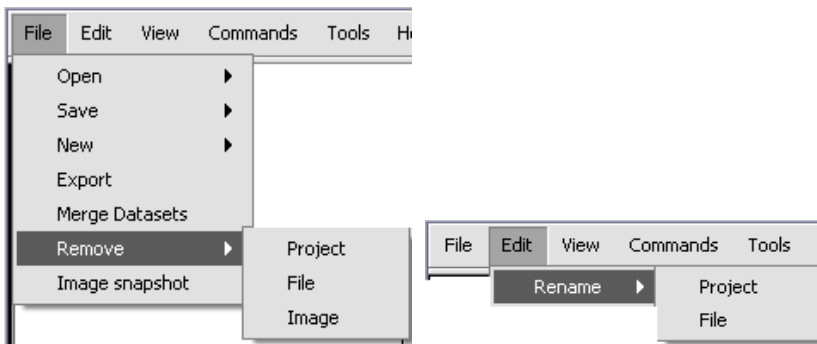 File Edit View Commands Tools
Open
Save
New
Export
Merge Datasets
Remove
Project
Image snapshot
File
Image
File Edit View Commands Tools
Rename
Project
File